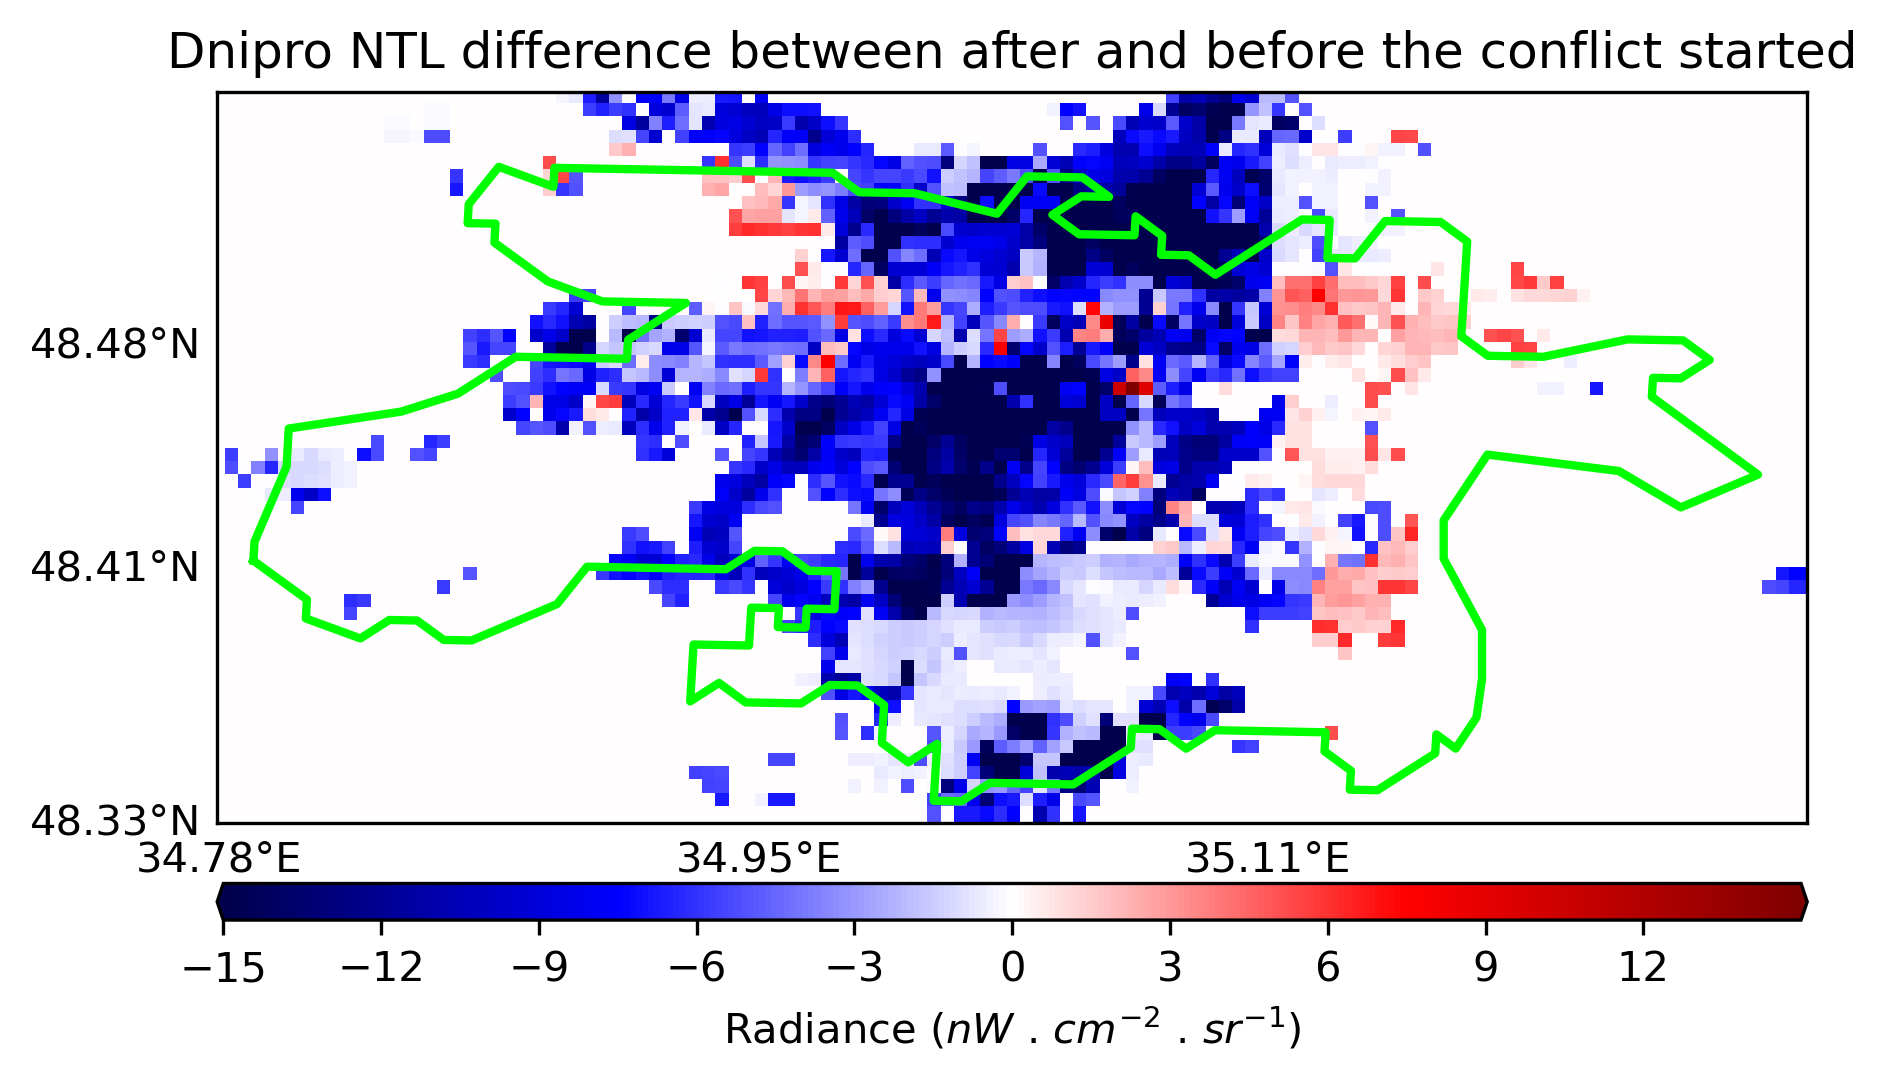 Dnipro NTL difference between after and before the conflict started
48.48°N
48.41°N
48.33°N
34.78°E 34.95°E 35.11°E
−15 −12 −9 −6 −3 0 3 6 9 12
Radiance (nW . cm⁻² . sr⁻¹)